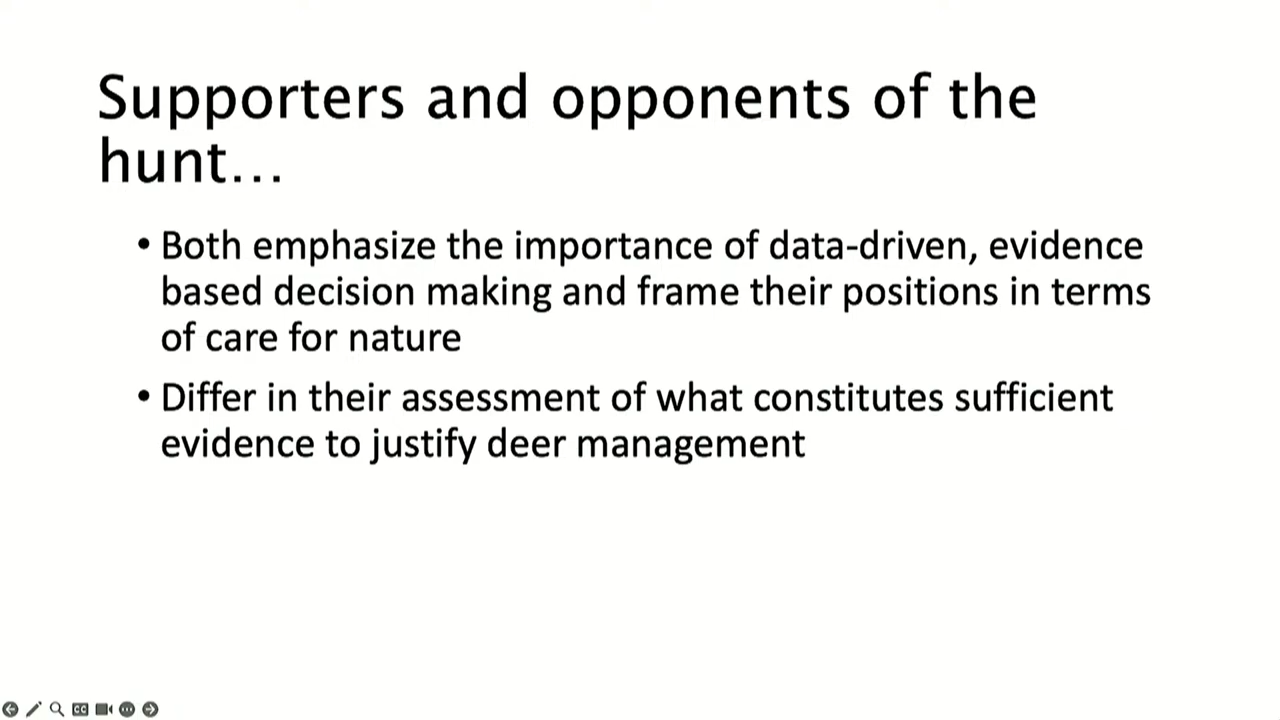 Supporters and opponents of the
hunt...
• Both emphasize the importance of data-driven, evidence
based decision making and frame their positions in terms
of care for nature
• Differ in their assessment of what constitutes sufficient
evidence to justify deer management
CC